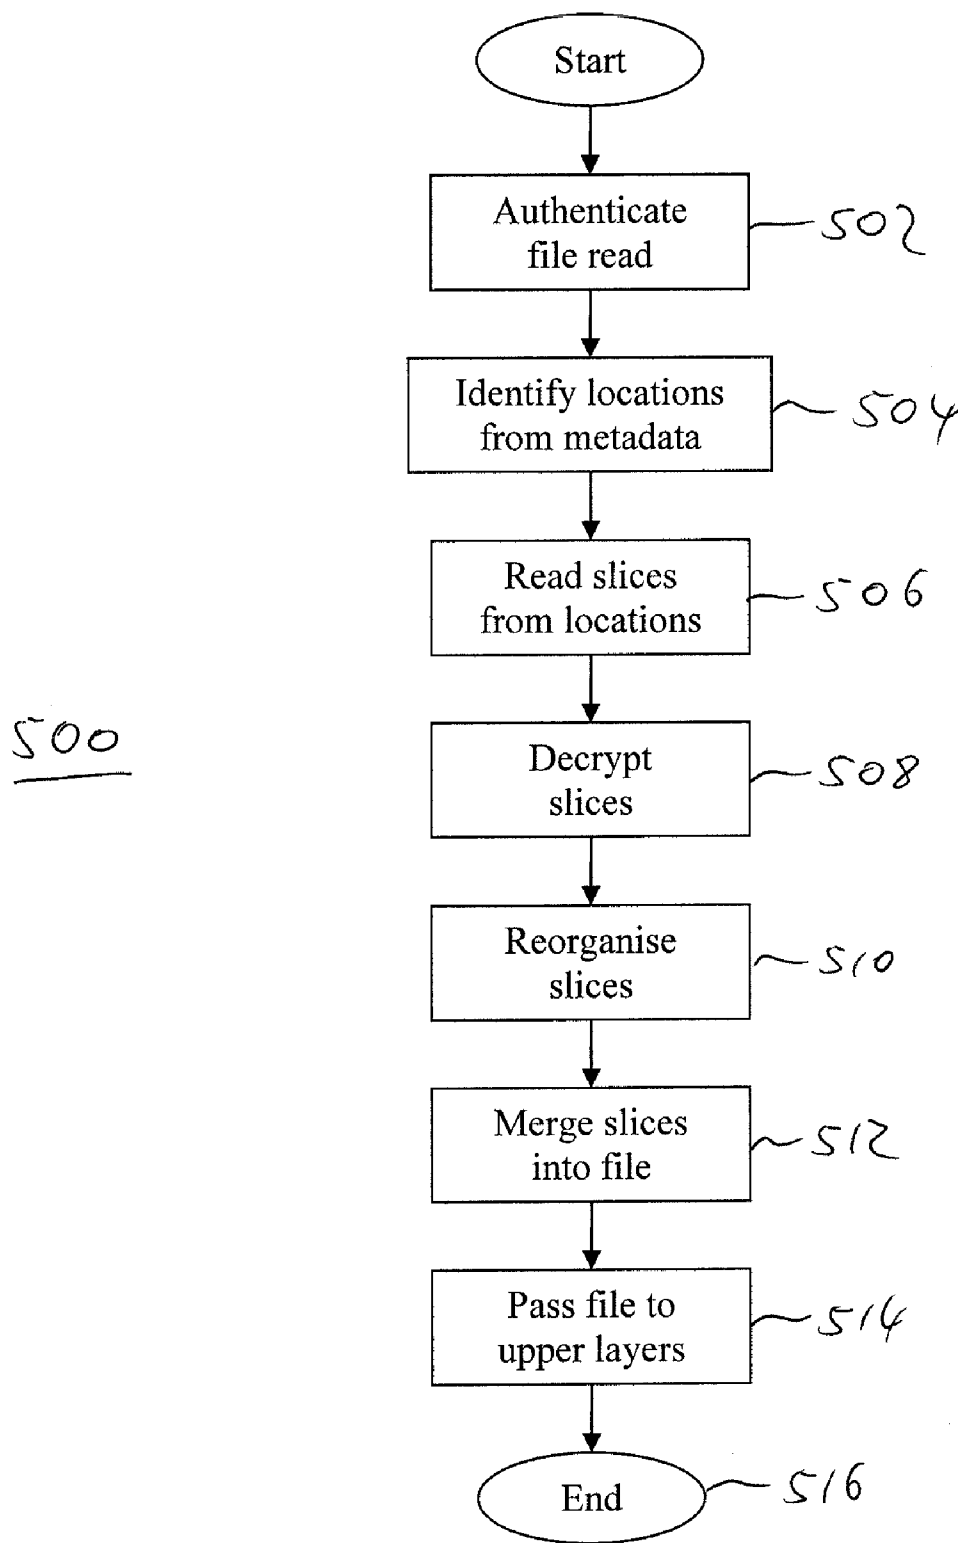 Start
Authenticate
file read
502
Identify locations
from metadata
504
Read slices
from locations
506
500
Decrypt
slices
508
Reorganise
slices
510
Merge slices
into file
512
Pass file to
upper layers
514
End
516